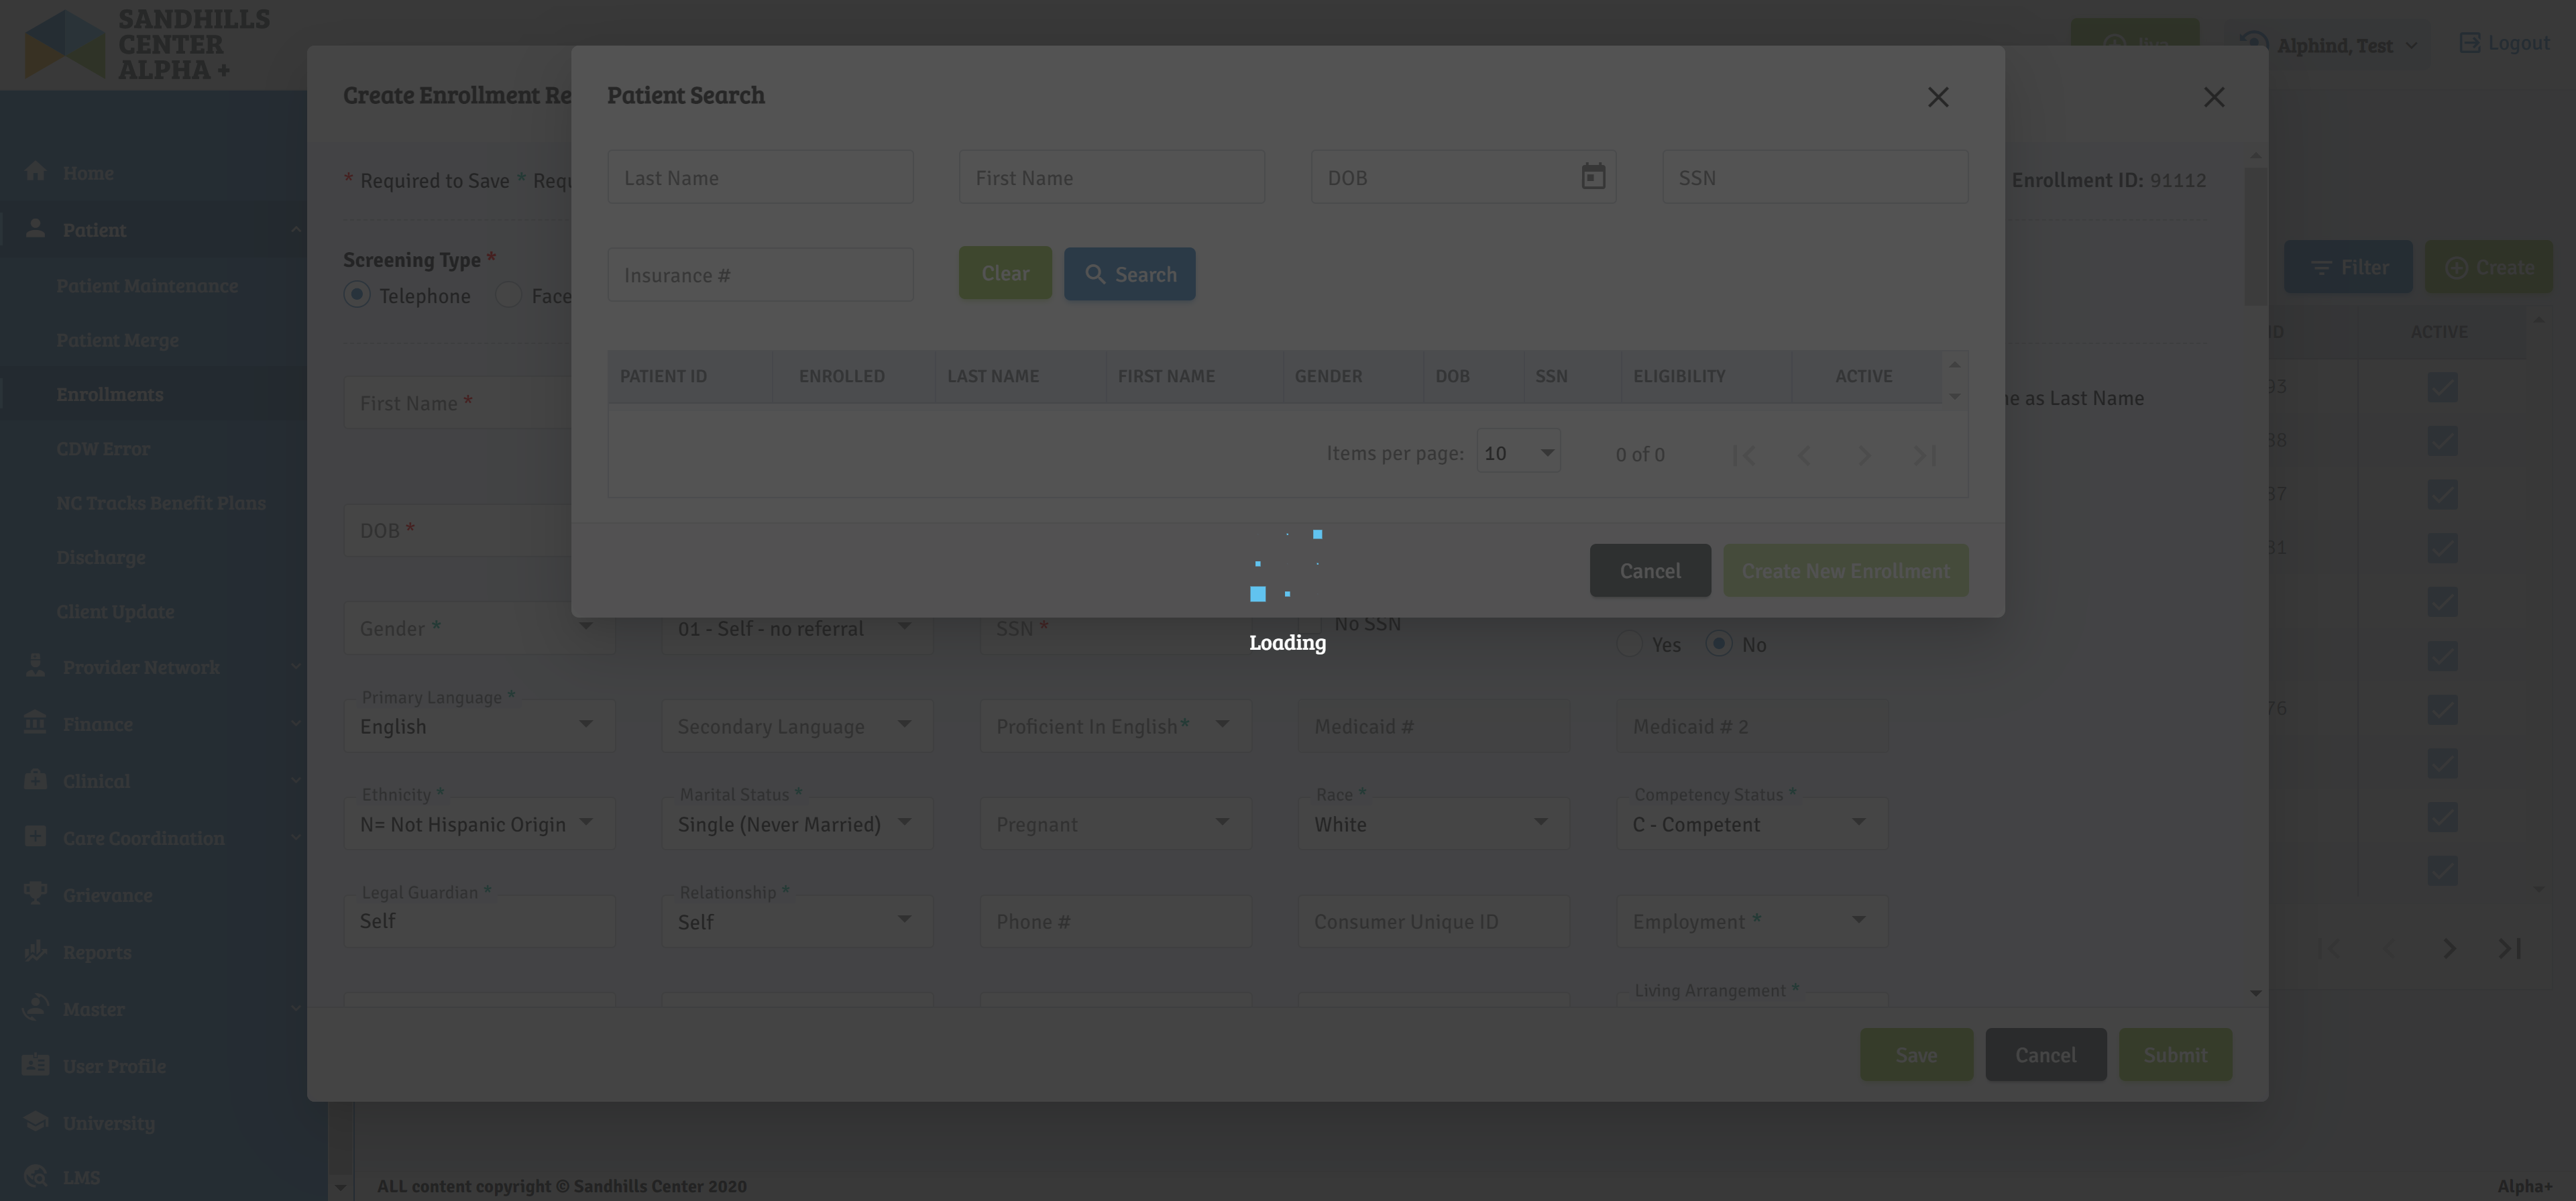 SANDHILLS
CENTER
ALPHA +
Alphind, Test
Logout
Home
Patient
Patient Maintenance
Patient Merge
Enrollments
CDW Error
NC Tracks Benefit Plans
Discharge
Client Update
Provider Network
Finance
Clinical
Care Coordination
Grievance
Reports
Master
User Profile
University
LMS
Create Enrollment Re
* Required to Save * Requ
Enrollment ID: 91112
Screening Type *
Telephone
Face
First Name *
e as Last Name
DOB *
Patient Search
Last Name
First Name
DOB
SSN
Insurance #
Clear
Search
PATIENT ID
ENROLLED
LAST NAME
FIRST NAME
GENDER
DOB
SSN
ELIGIBILITY
ACTIVE
Items per page: 10
0 of 0
Cancel
Create New Enrollment
Loading
Gender *
01 - Self - no referral
SSN *
No SSN
Yes
No
Primary Language *
English
Secondary Language
Proficient In English*
Medicaid #
Medicaid # 2
Ethnicity *
N= Not Hispanic Origin
Marital Status *
Single (Never Married)
Pregnant
Race *
White
Competency Status *
C - Competent
Legal Guardian *
Self
Relationship *
Self
Phone #
Consumer Unique ID
Employment *
Living Arrangement *
Save
Cancel
Submit
Filter
Create
ID
ACTIVE
93
38
37
31
76
ALL content copyright © Sandhills Center 2020
Alpha+